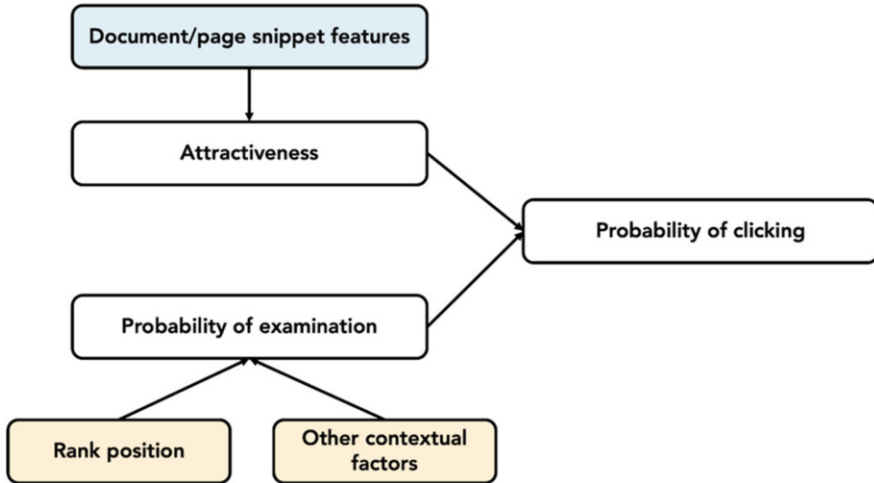 Document/page snippet features
Attractiveness
Probability of clicking
Probability of examination
Rank position
Other contextual
factors